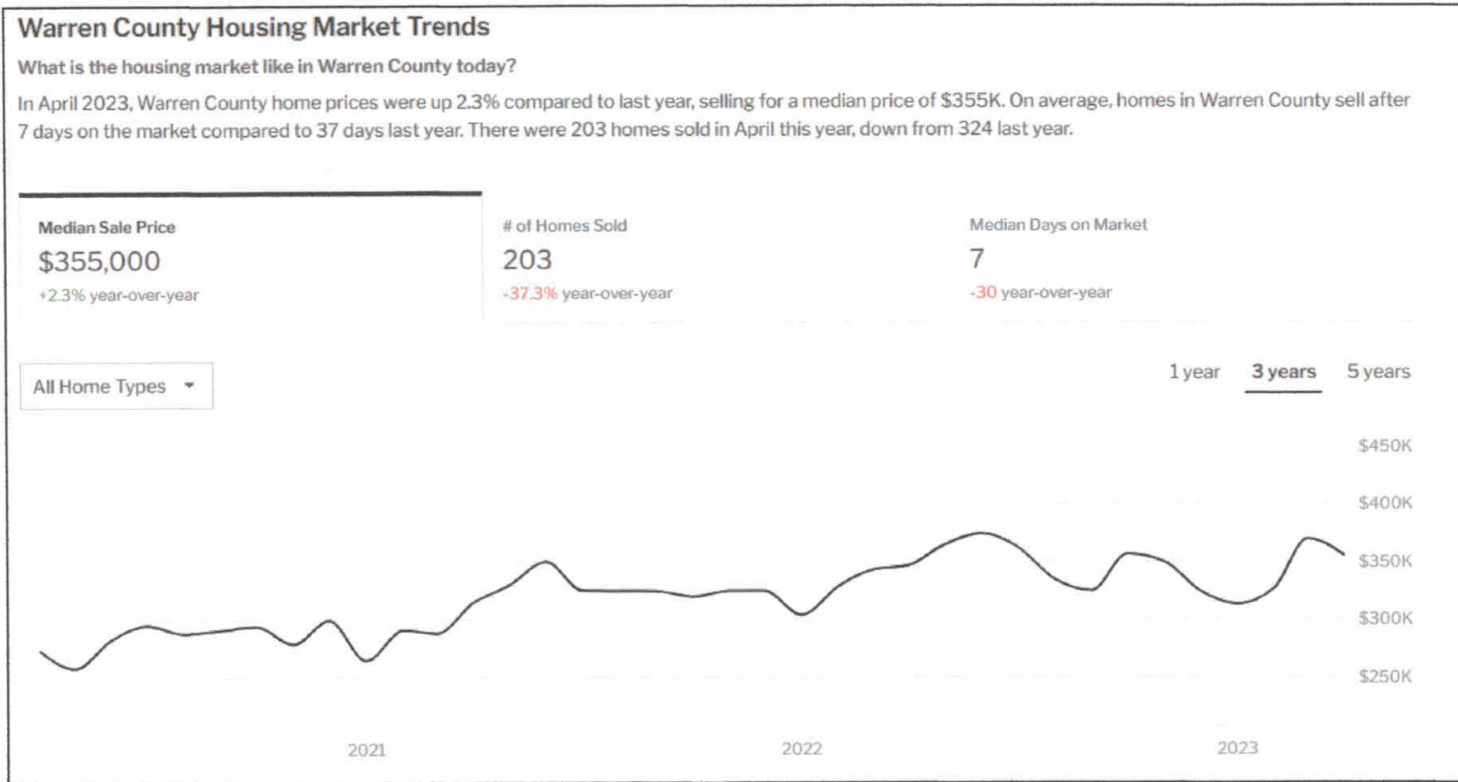 Warren County Housing Market Trends
What is the housing market like in Warren County today?
In April 2023, Warren County home prices were up 2.3% compared to last year, selling for a median price of $355K. On average, homes in Warren County sell after
7 days on the market compared to 37 days last year. There were 203 homes sold in April this year, down from 324 last year.
Median Sale Price
$355,000
+2.3% year-over-year
# of Homes Sold
203
-37.3% year-over-year
Median Days on Market
7
-30 year-over-year
All Home Types
1 year 3 years 5 years
$450K
$400K
$350K
$300K
$250K
2021 2022 2023